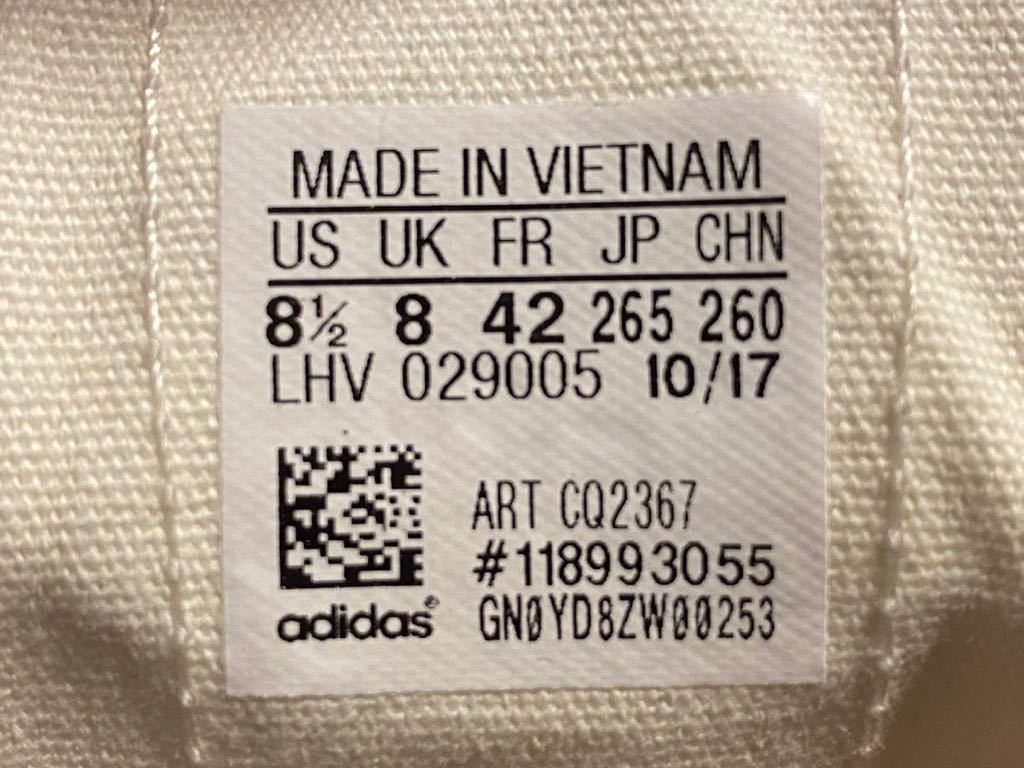 MADE IN VIETNAM
US UK FR JP CHN
8½ 8 42 265 260
LHV 029005 10/17
ART CQ2367
#118993055
adidas® GN0YD8ZW00253